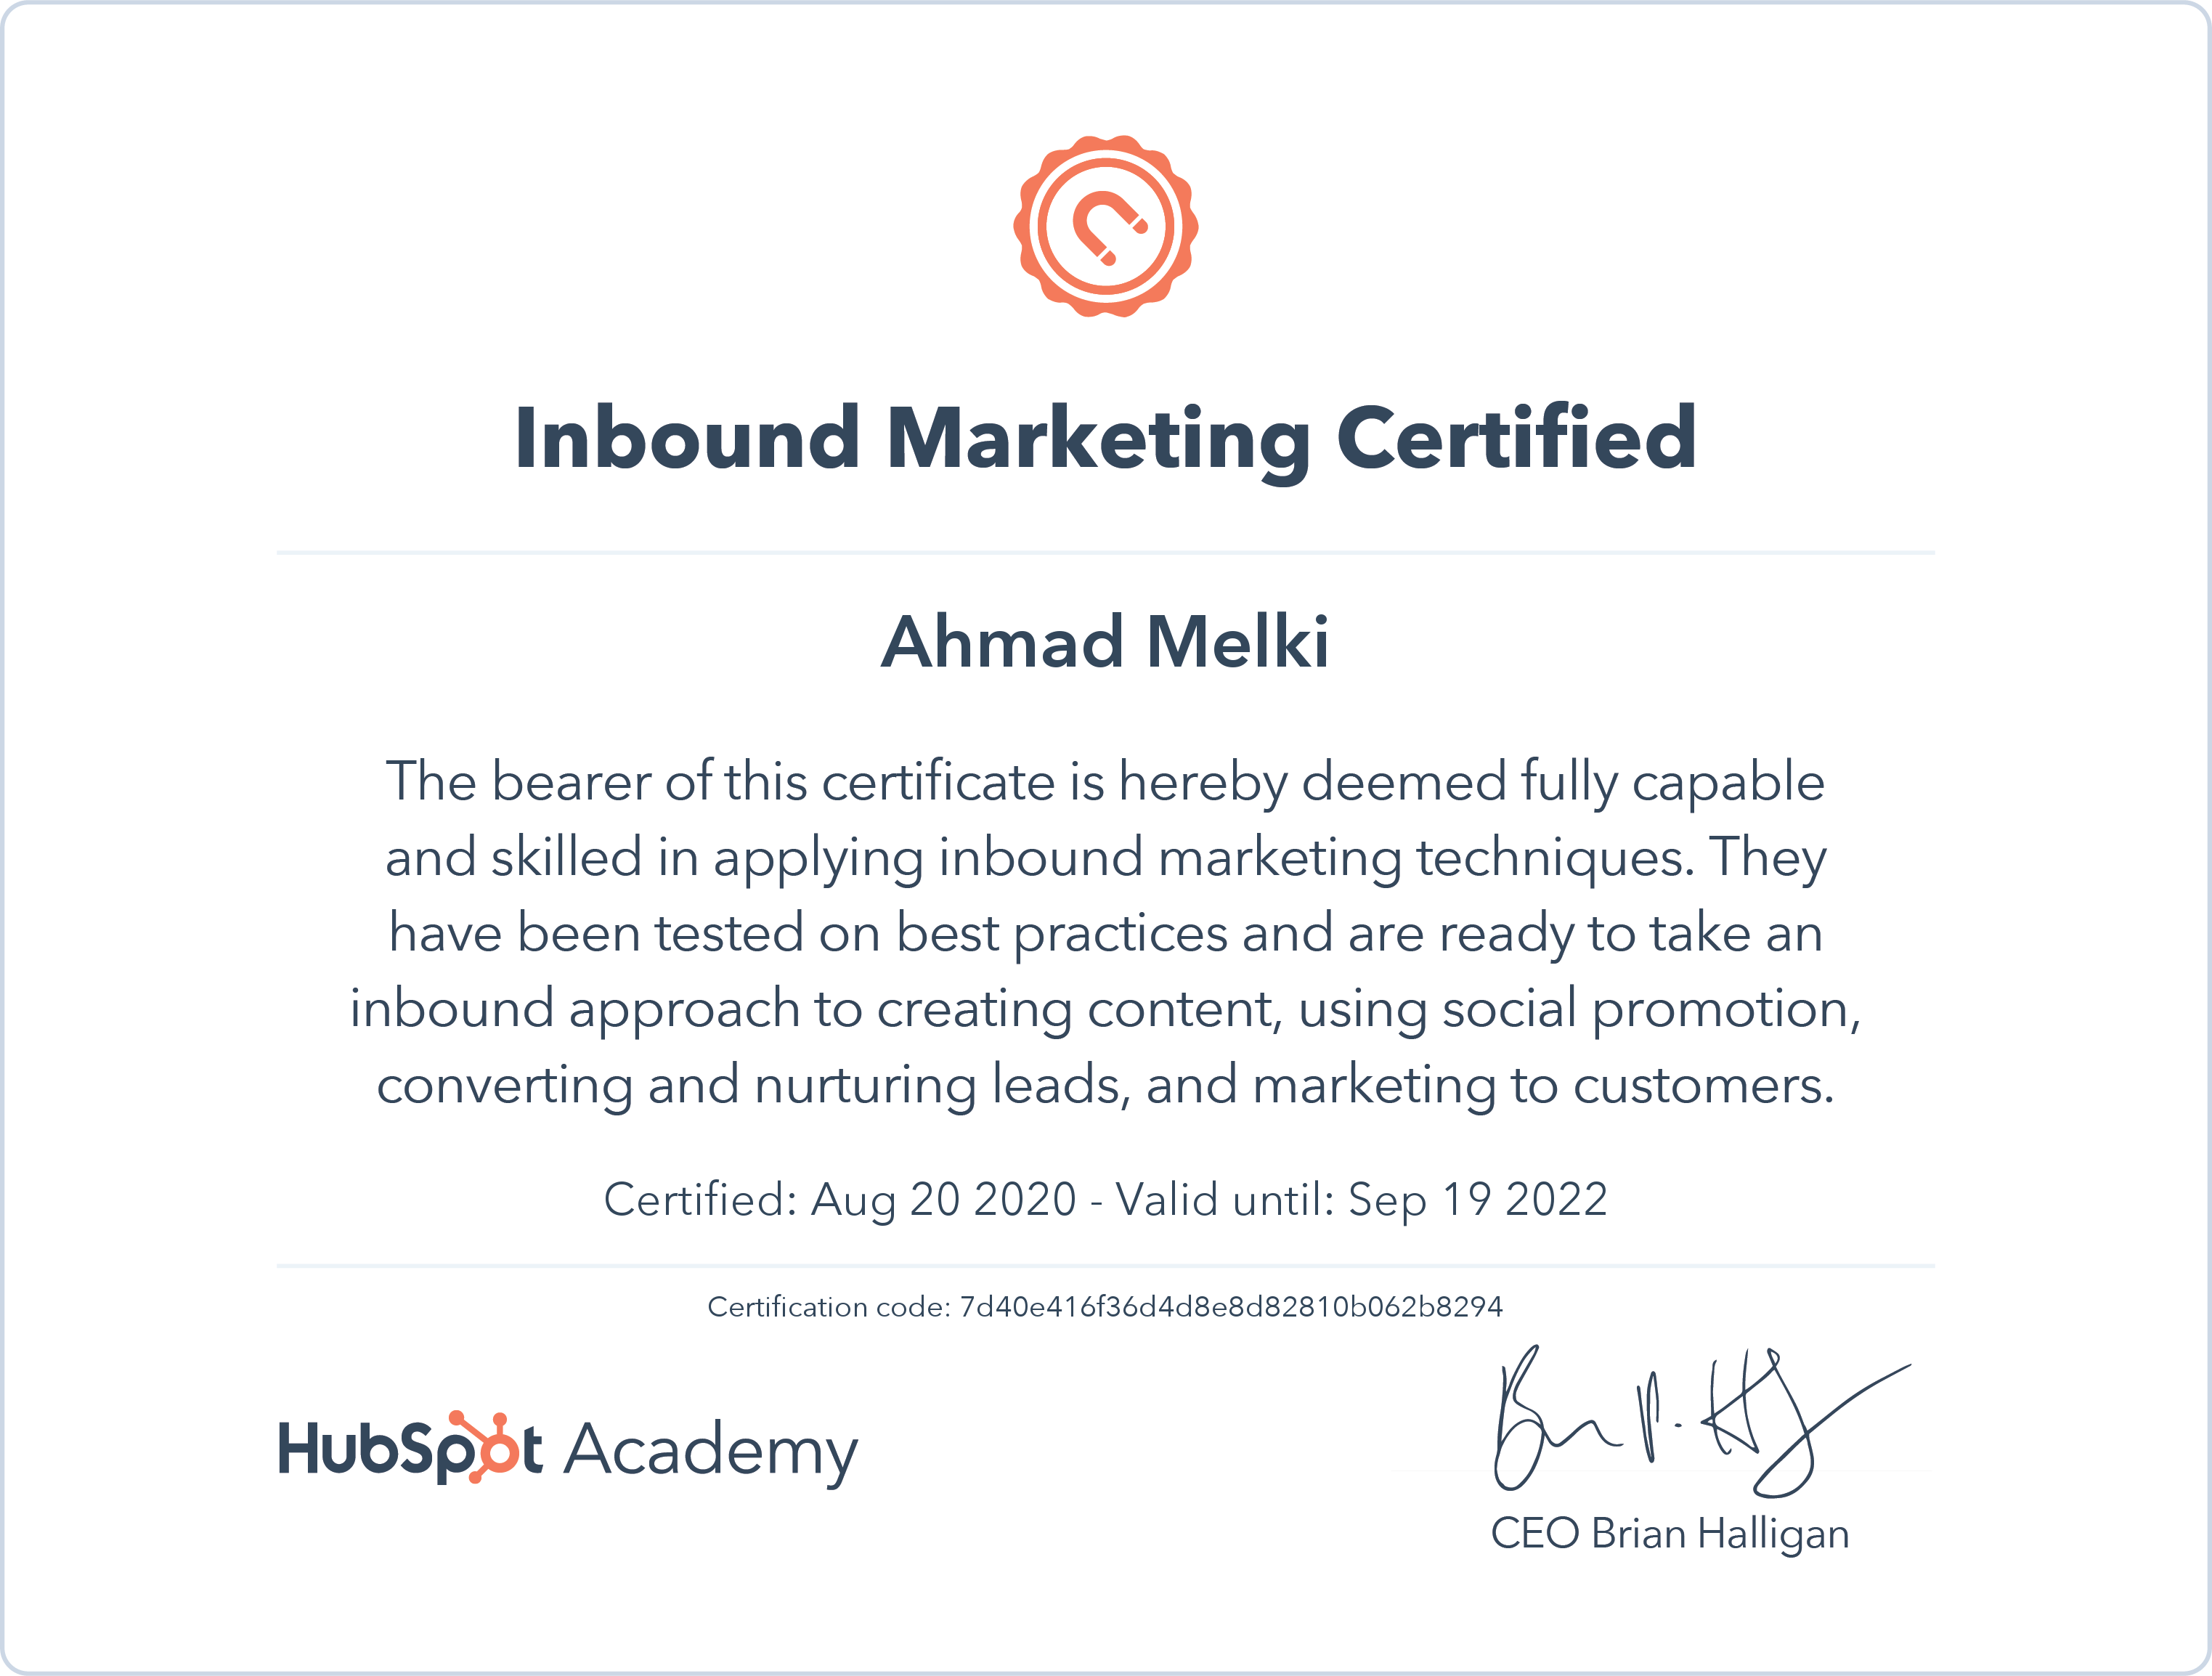 Inbound Marketing Certified
Ahmad Melki
The bearer of this certificate is hereby deemed fully capable
and skilled in applying inbound marketing techniques. They
have been tested on best practices and are ready to take an
inbound approach to creating content, using social promotion,
converting and nurturing leads, and marketing to customers.
Certified: Aug 20 2020 - Valid until: Sep 19 2022
Certification code: 7d40e416f36d4d8e8d82810b062b8294
HubSpot Academy
CEO Brian Halligan